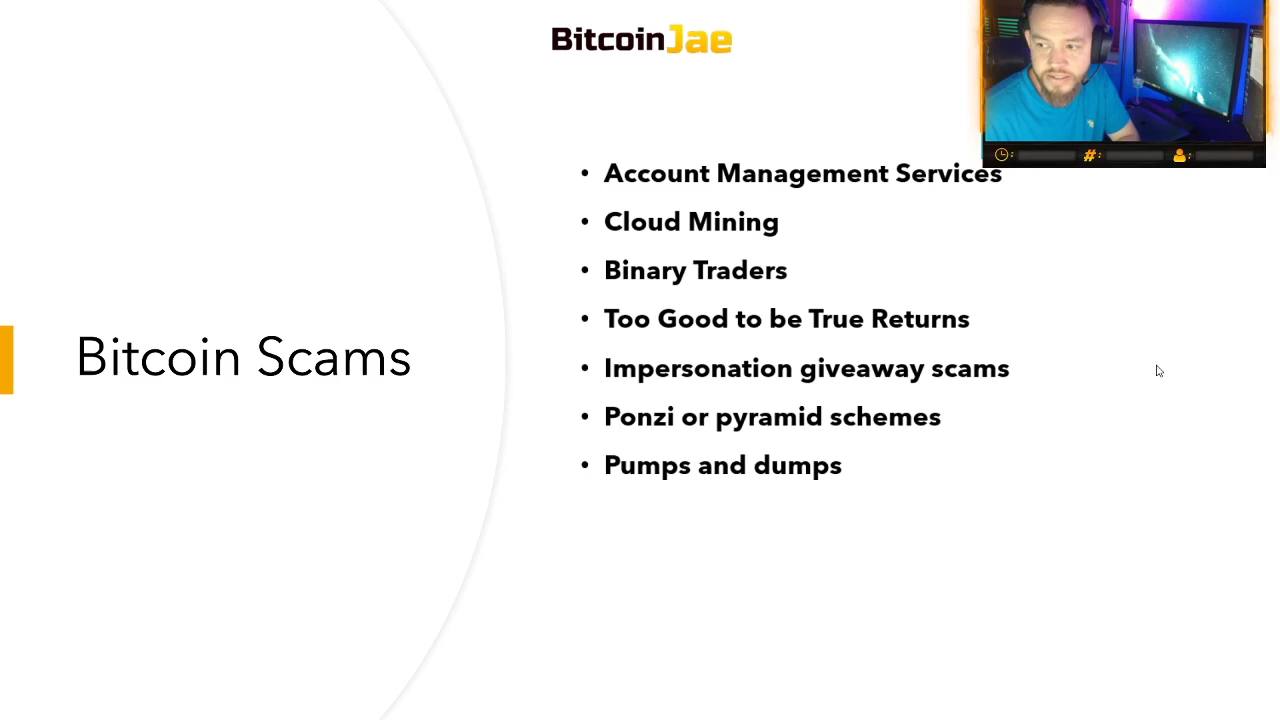 BitcoinJae
Bitcoin Scams
• Account Management Services
• Cloud Mining
• Binary Traders
• Too Good to be True Returns
• Impersonation giveaway scams
• Ponzi or pyramid schemes
• Pumps and dumps
: #: :